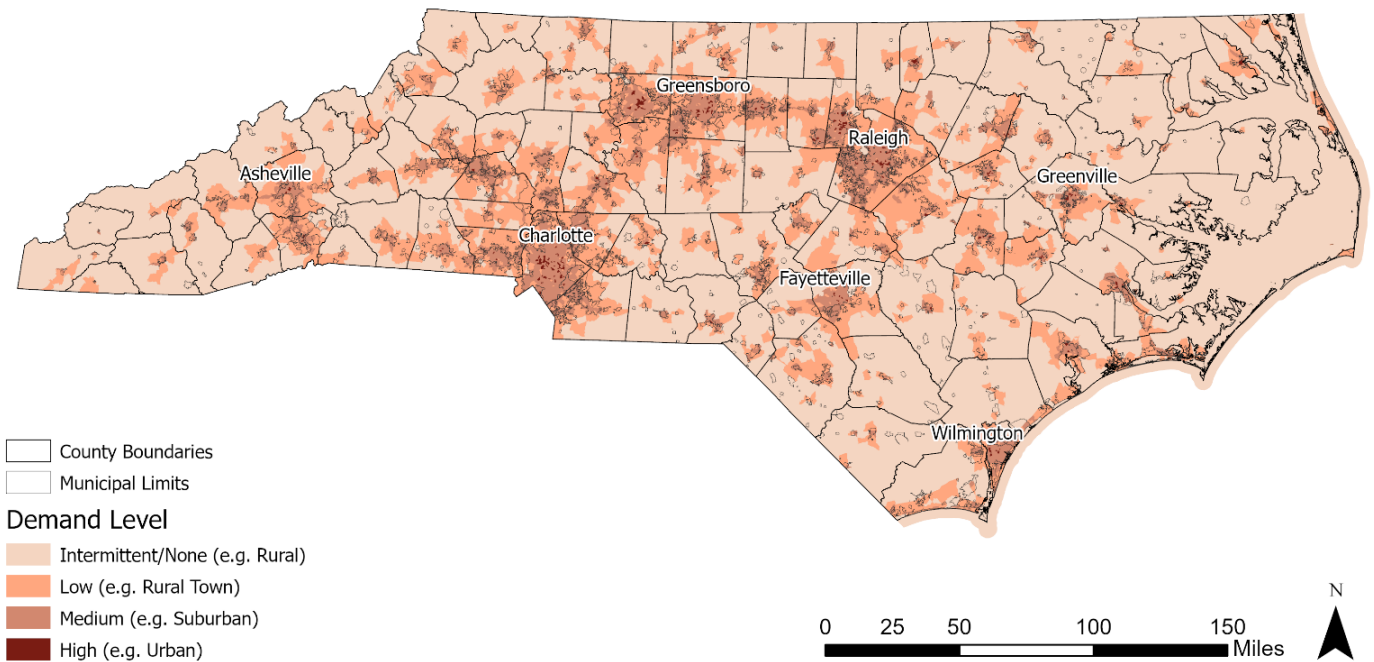 Greensboro
Raleigh
Asheville
Greenville
Charlotte
Fayetteville
Wilmington
County Boundaries
Municipal Limits
Demand Level
Intermittent/None (e.g. Rural)
Low (e.g. Rural Town)
Medium (e.g. Suburban)
High (e.g. Urban)
N
0 25 50 100 150
Miles